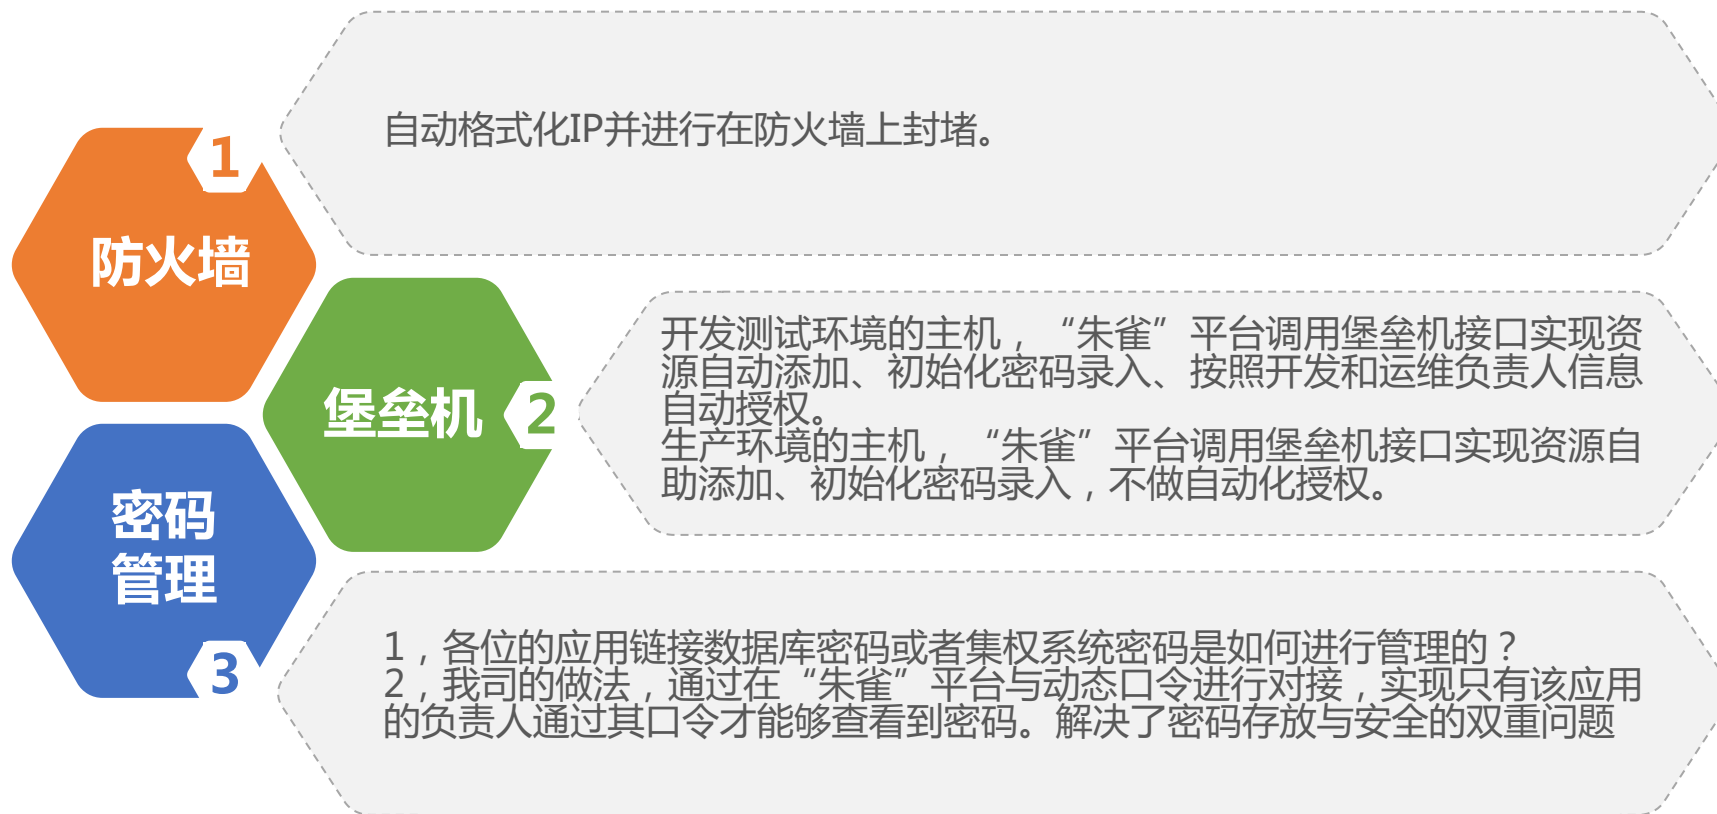 1
防火墙
自动格式化IP并进行在防火墙上封堵。
堡垒机
2
开发测试环境的主机，“朱雀”平台调用堡垒机接口实现资
源自动添加、初始化密码录入、按照开发和运维负责人信息
自动授权。
生产环境的主机，“朱雀”平台调用堡垒机接口实现资源自
助添加、初始化密码录入，不做自动化授权。
密码
管理
3
1，各位的应用链接数据库密码或者集权系统密码是如何进行管理的？
2，我司的做法，通过在“朱雀”平台与动态口令进行对接，实现只有该应用
的负责人通过其口令才能够查看到密码。解决了密码存放与安全的双重问题